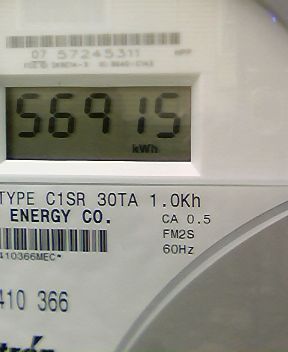 07 57245311
56915
kWh
TYPE C1SR 30TA 1.0Kh
ENERGY CO.
CA 0.5
FM2S
60Hz
410366MEC*
410 366